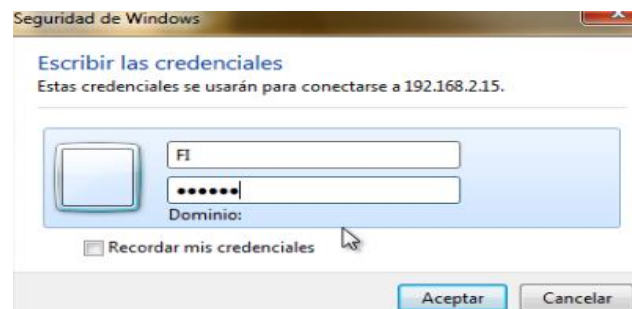 Seguridad de Windows
Escribir las credenciales
Estas credenciales se usarán para conectarse a 192.168.2.15.
FI
••••••
Dominio:
Recordar mis credenciales
Aceptar
Cancelar